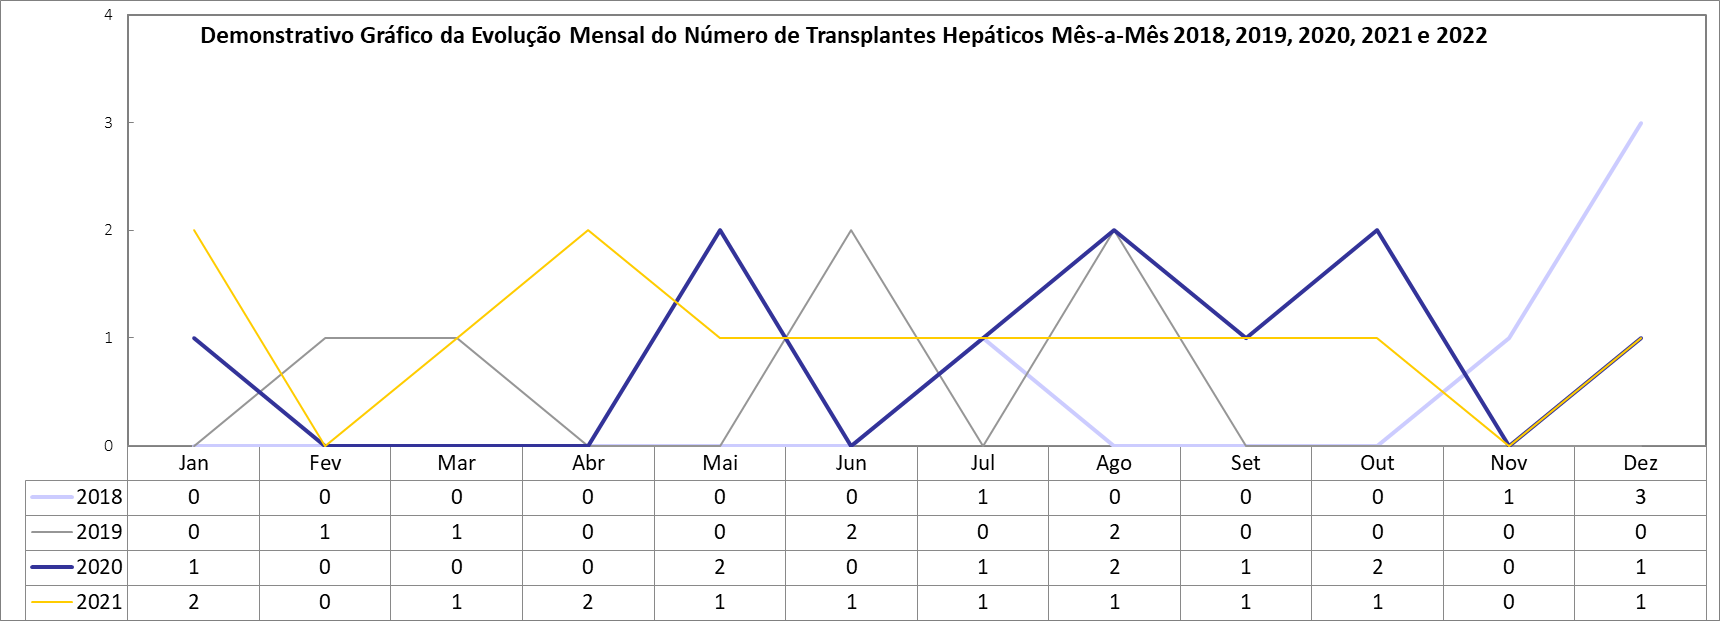 Demonstrativo Gráfico da Evolução Mensal do Número de Transplantes Hepáticos Mês-a-Mês 2018, 2019, 2020, 2021 e 2022
4
3
2
1
0
Jan Fev Mar Abr Mai Jun Jul Ago Set Out Nov Dez
2018 0 0 0 0 0 0 1 0 0 0 1 3
2019 0 1 1 0 0 2 0 2 0 0 0 0
2020 1 0 0 0 2 0 1 2 1 2 0 1
2021 2 0 1 2 1 1 1 1 1 1 0 1